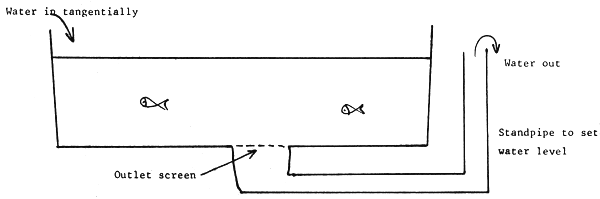 Water in tangentially
Water out
Standpipe to set
water level
Outlet screen